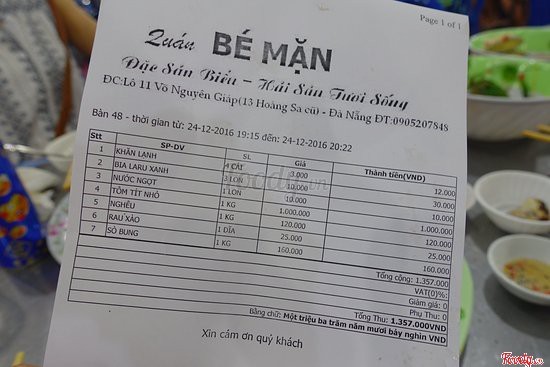 Page 1 of 1
Quán BÉ MẶN
Đặc Sản Biển - Hải Sản Tươi Sống
ĐC:Lô 11 Võ Nguyên Giáp(13 Hoàng Sa cũ) - Đà Nẵng ĐT:0905207848
Bàn 48 - thời gian từ: 24-12-2016 19:15 đến: 24-12-2016 20:22
Stt SP-DV SL Giá Thành tiền(VND)
1 KHĂN LẠNH 4 CÁI 3.000 12.000
2 BIA LARU XANH 3 LON 10.000 30.000
3 NƯỚC NGỌT 1 LON 10.000 10.000
4 TÔM TÍT NHỎ 1 KG 1.000.000 1.000.000
5 NGHÊU 1 KG 120.000 120.000
6 RAU XÀO 1 DĨA 25.000 25.000
7 SÒ BUNG 1 KG 160.000 160.000
Tổng cộng: 1.357.000
VAT(0)%:
Giảm giá: 0
Phụ Thu: 0
Tổng Thu: 1.357.000VND
Bằng chữ: Một triệu ba trăm năm mươi bảy nghìn VND
Xin cảm ơn quý khách
Foody.vn